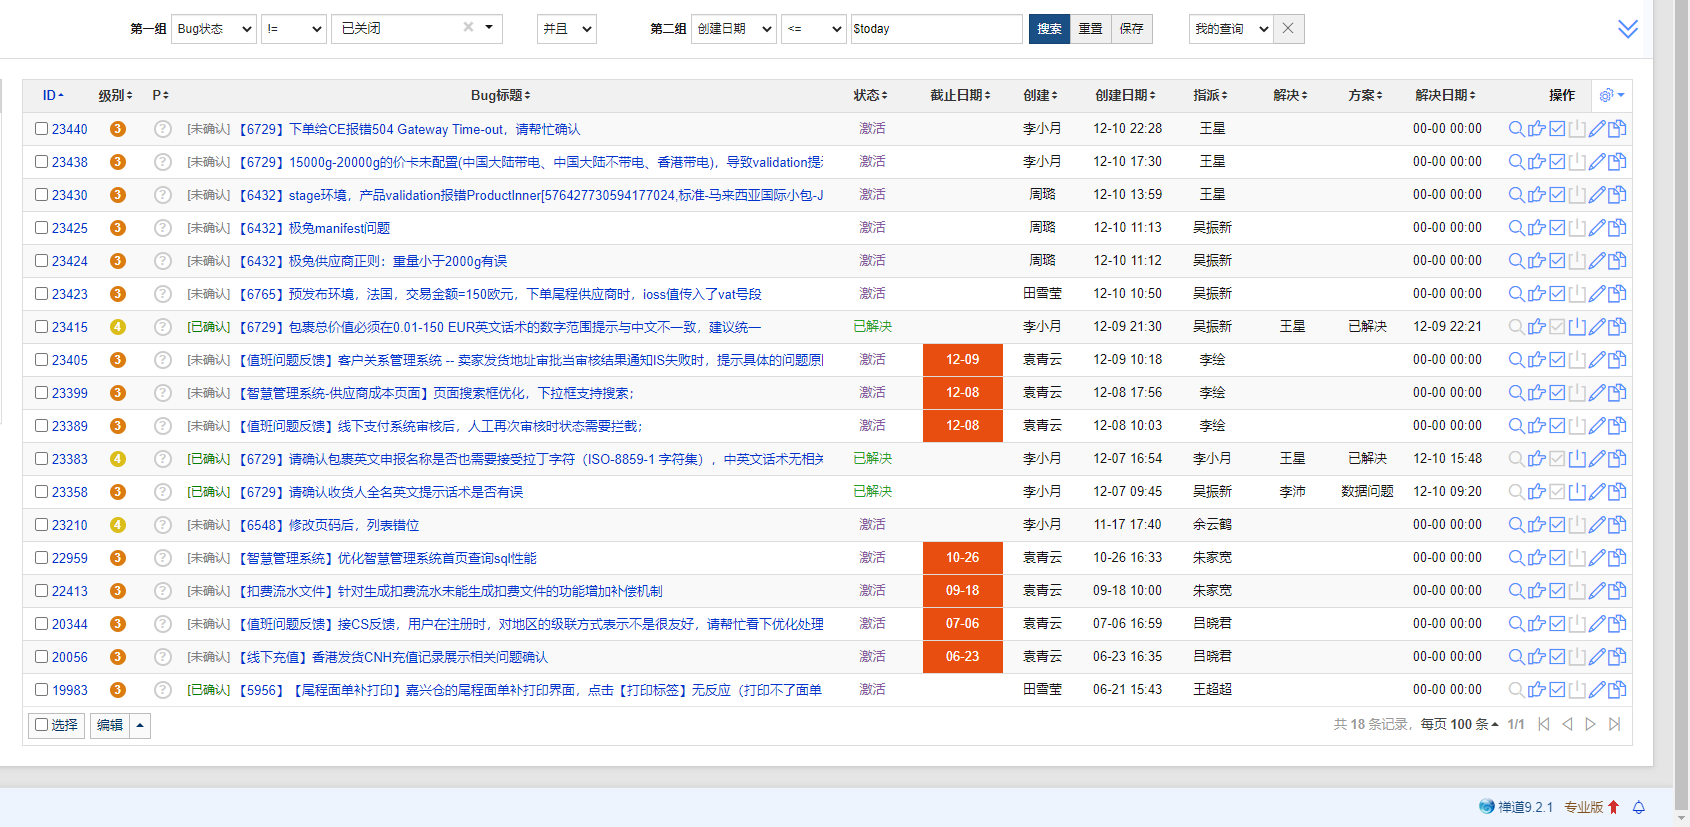 第一组 Bug状态 != 已关闭 并且 第二组 创建日期 <= $today 搜索 重置 保存 我的查询
ID 级别 P Bug标题 状态 截止日期 创建 创建日期 指派 解决 方案 解决日期 操作
23440 3 ? [未确认] 【6729】下单给CE报错504 Gateway Time-out，请帮忙确认 激活 李小月 12-10 22:28 王星 00-00 00:00
23438 3 ? [未确认] 【6729】15000g-20000g的价卡未配置(中国大陆带电、中国大陆不带电、香港带电)，导致validation提 激活 李小月 12-10 17:30 王星 00-00 00:00
23430 3 ? [未确认] 【6432】stage环境，产品validation报错ProductInner[576427730594177024,标准-马来西亚国际小包-J 激活 周璐 12-10 13:59 王星 00-00 00:00
23425 3 ? [未确认] 【6432】极兔manifest问题 激活 周璐 12-10 11:13 吴振新 00-00 00:00
23424 3 ? [未确认] 【6432】极兔供应商正则：重量小于2000g有误 激活 周璐 12-10 11:12 吴振新 00-00 00:00
23423 3 ? [未确认] 【6765】预发布环境，法国，交易金额=150欧元，下单尾程供应商时，ioss值传入了vat号段 激活 田雪莹 12-10 10:50 吴振新 00-00 00:00
23415 4 ? [已确认] 【6729】包裹总价值必须在0.01-150 EUR英文话术的数字范围提示与中文不一致，建议统一 已解决 李小月 12-09 21:30 吴振新 王星 已解决 12-09 22:21
23405 3 ? [未确认] 【值班问题反馈】客户关系管理系统 -- 卖家发货地址审批当审核结果通知IS失败时，提示具体的问题原 激活 12-09 袁青云 12-09 10:18 李绘 00-00 00:00
23399 3 ? [未确认] 【智慧管理系统-供应商成本页面】页面搜索框优化，下拉框支持搜索； 激活 12-08 袁青云 12-08 17:56 李绘 00-00 00:00
23389 3 ? [未确认] 【值班问题反馈】线下支付系统审核后，人工再次审核时状态需要拦截； 激活 12-08 袁青云 12-08 10:03 李绘 00-00 00:00
23383 4 ? [已确认] 【6729】请确认包裹英文申报名称是否也需要接受拉丁字符（ISO-8859-1 字符集），中英文话术无相关 已解决 李小月 12-07 16:54 李小月 王星 已解决 12-10 15:48
23358 3 ? [已确认] 【6729】请确认收货人全名英文提示话术是否有误 已解决 李小月 12-07 09:45 吴振新 李沛 数据问题 12-10 09:20
23210 4 ? [未确认] 【6548】修改页码后，列表错位 激活 李小月 11-17 17:40 余云鹤 00-00 00:00
22959 3 ? [未确认] 【智慧管理系统】优化智慧管理系统首页查询sql性能 激活 10-26 袁青云 10-26 16:33 朱家宽 00-00 00:00
22413 3 ? [未确认] 【扣费流水文件】针对生成扣费流水未能生成扣费文件的功能增加补偿机制 激活 09-18 袁青云 09-18 10:00 朱家宽 00-00 00:00
20344 3 ? [未确认] 【值班问题反馈】接CS反馈，用户在注册时，对地区的级联方式表示不是很友好，请帮忙看下优化处理 激活 07-06 袁青云 07-06 16:59 吕晓君 00-00 00:00
20056 3 ? [未确认] 【线下充值】香港发货CNH充值记录展示相关问题确认 激活 06-23 袁青云 06-23 16:35 吕晓君 00-00 00:00
19983 3 ? [已确认] 【5956】【尾程面单补打印】嘉兴仓的尾程面单补打印界面，点击【打印标签】无反应（打印不了面单 激活 田雪莹 06-21 15:43 王超超 00-00 00:00
选择 编辑 共 18 条记录， 每页 100 条 1/1
禅道9.2.1 专业版